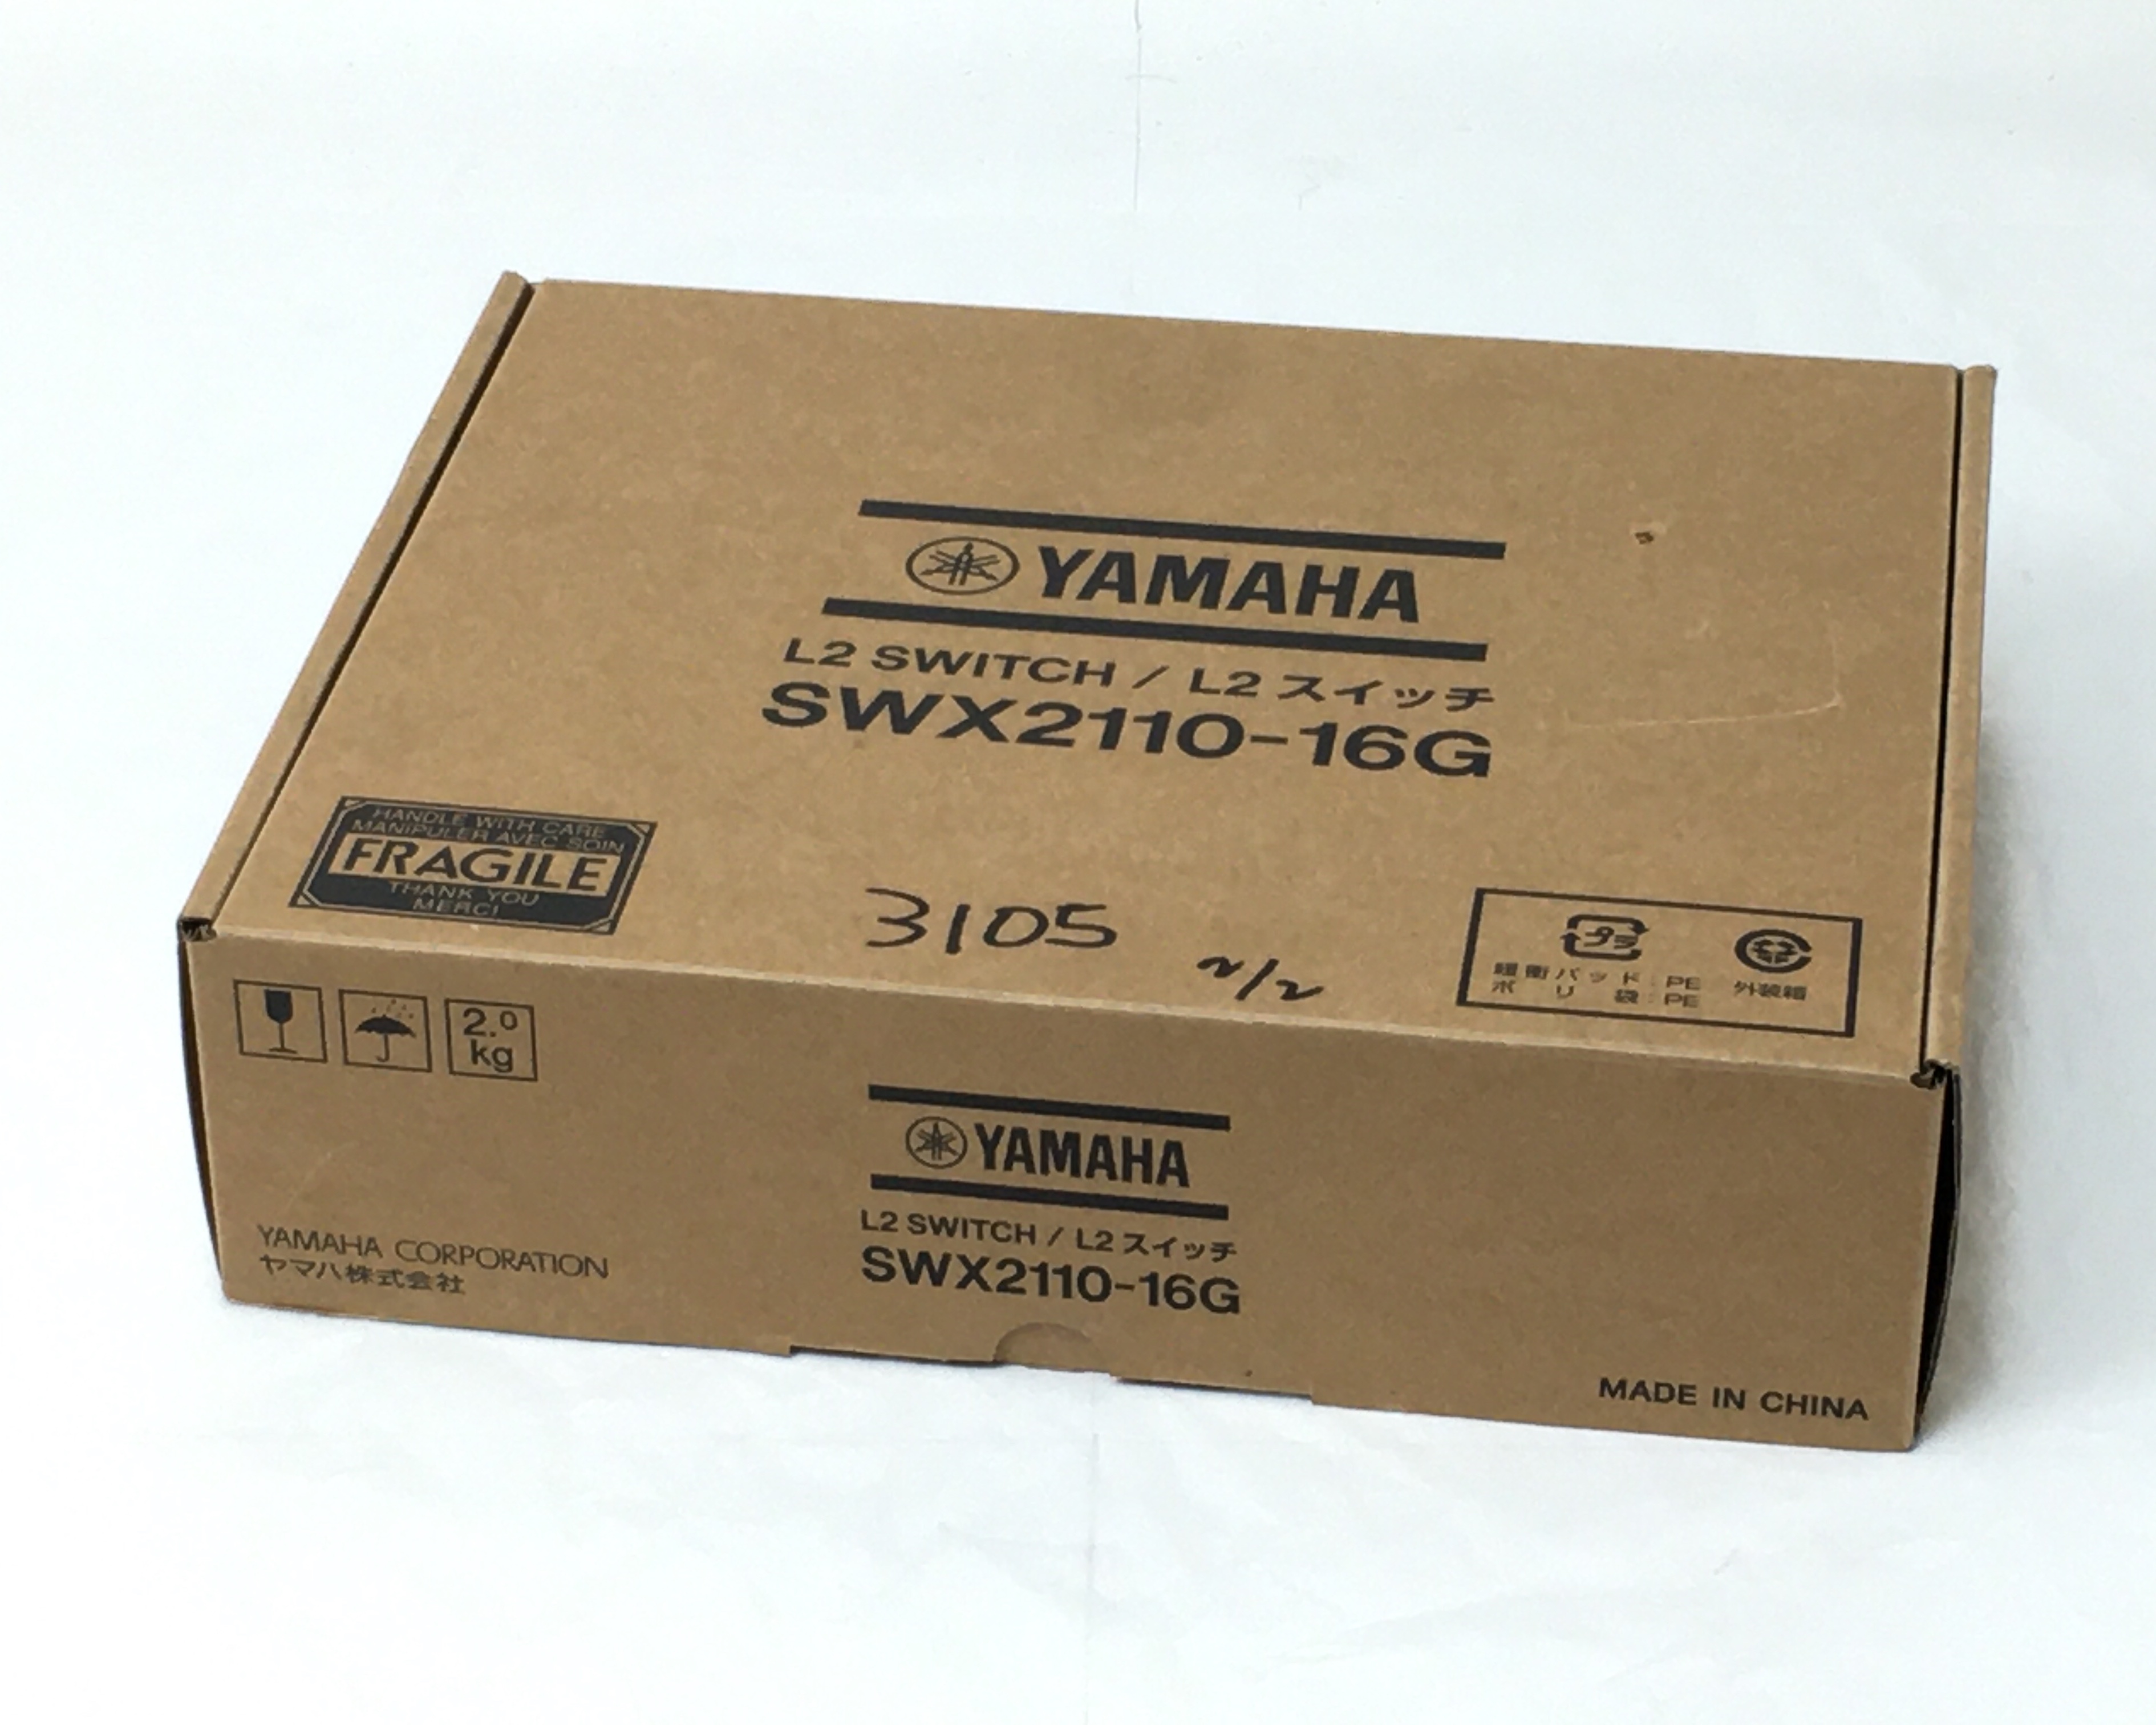 YAMAHA
L2 SWITCH / L2 スイッチ
SWX2110-16G
HANDLE WITH CARE
MANIPULER AVEC SOIN
FRAGILE
THANK YOU
MERCI
3105
2/2
プラ
緩衝パッド:PE
ポリ袋:PE
外装箱
2.0
kg
YAMAHA
L2 SWITCH / L2 スイッチ
SWX2110-16G
YAMAHA CORPORATION
ヤマハ株式会社
MADE IN CHINA